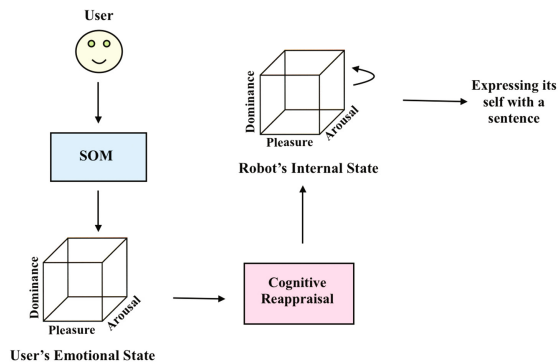 User
SOM
Dominance
Pleasure
Arousal
User's Emotional State
Cognitive
Reappraisal
Dominance
Pleasure
Arousal
Robot's Internal State
Expressing its
self with a
sentence